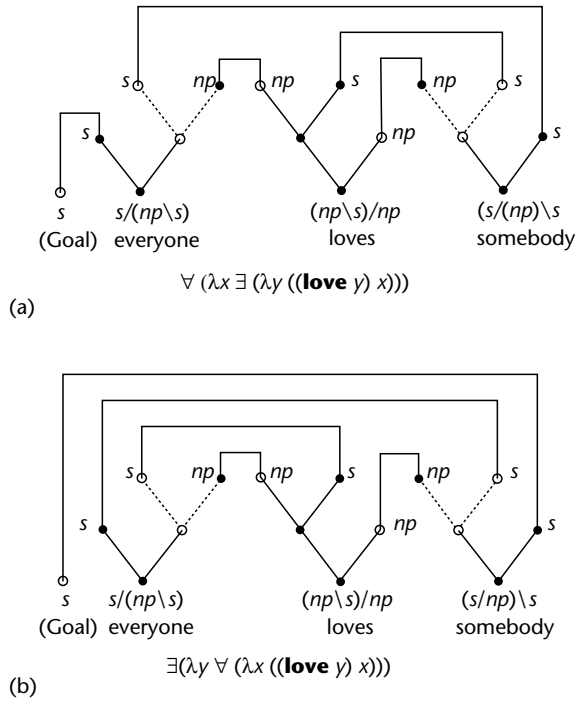 s np np s np s
s np s
s s/(np\s) (np\s)/np (s/(np)\s
(Goal) everyone loves somebody
∀ (λx ∃ (λy ((love y) x)))
(a)
s np np s np s
s np s
s s/(np\s) (np\s)/np (s/np)\s
(Goal) everyone loves somebody
∃(λy ∀ (λx ((love y) x)))
(b)